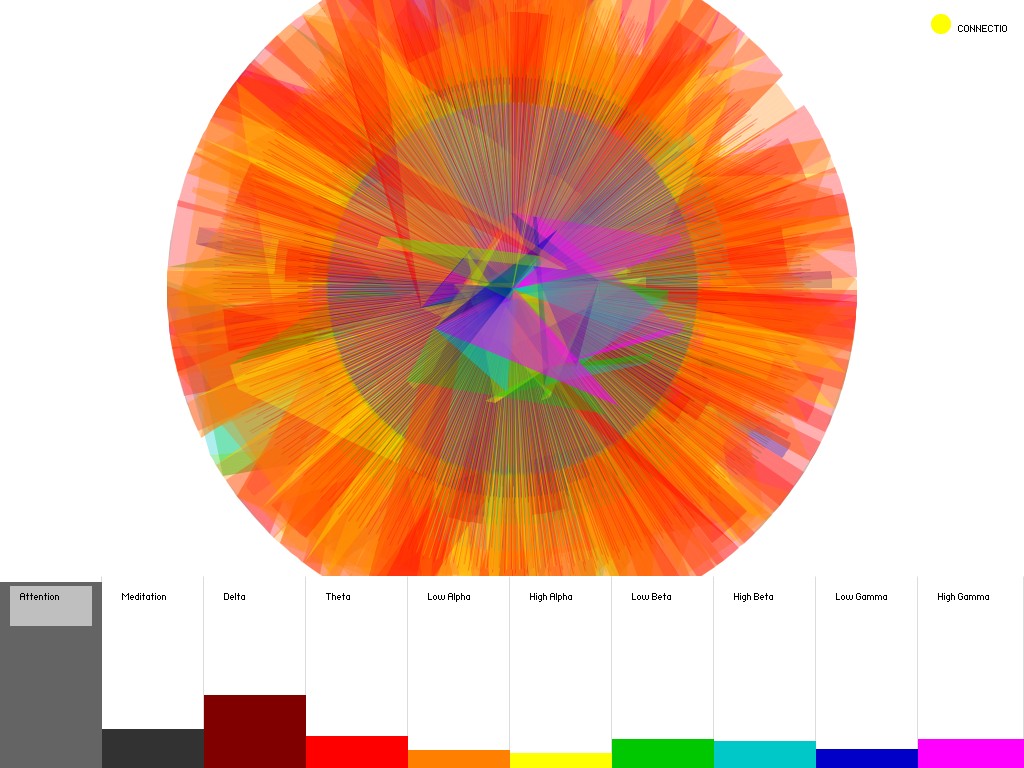 CONNECTIO
Attention
Meditation
Delta
Theta
Low Alpha
High Alpha
Low Beta
High Beta
Low Gamma
High Gamma